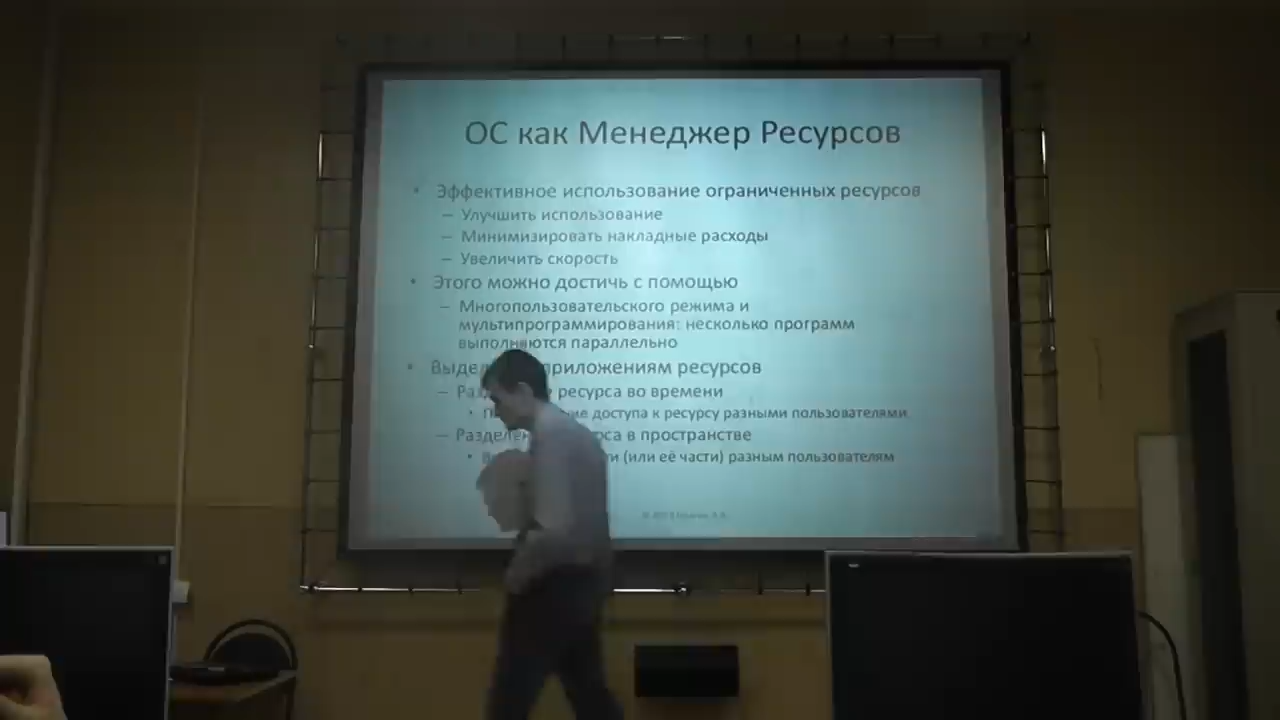 ОС как Менеджер Ресурсов
• Эффективное использование ограниченных ресурсов
– Улучшить использование
– Минимизировать накладные расходы
– Увеличить скорость
• Этого можно достичь с помощью
– Многопользовательского режима и
мультипрограммирования: несколько программ
выполняются параллельно
• приложениям ресурсов
– ресурса во времени
• доступа к ресурсу разными пользователями
– в пространстве
• (или её части) разным пользователям